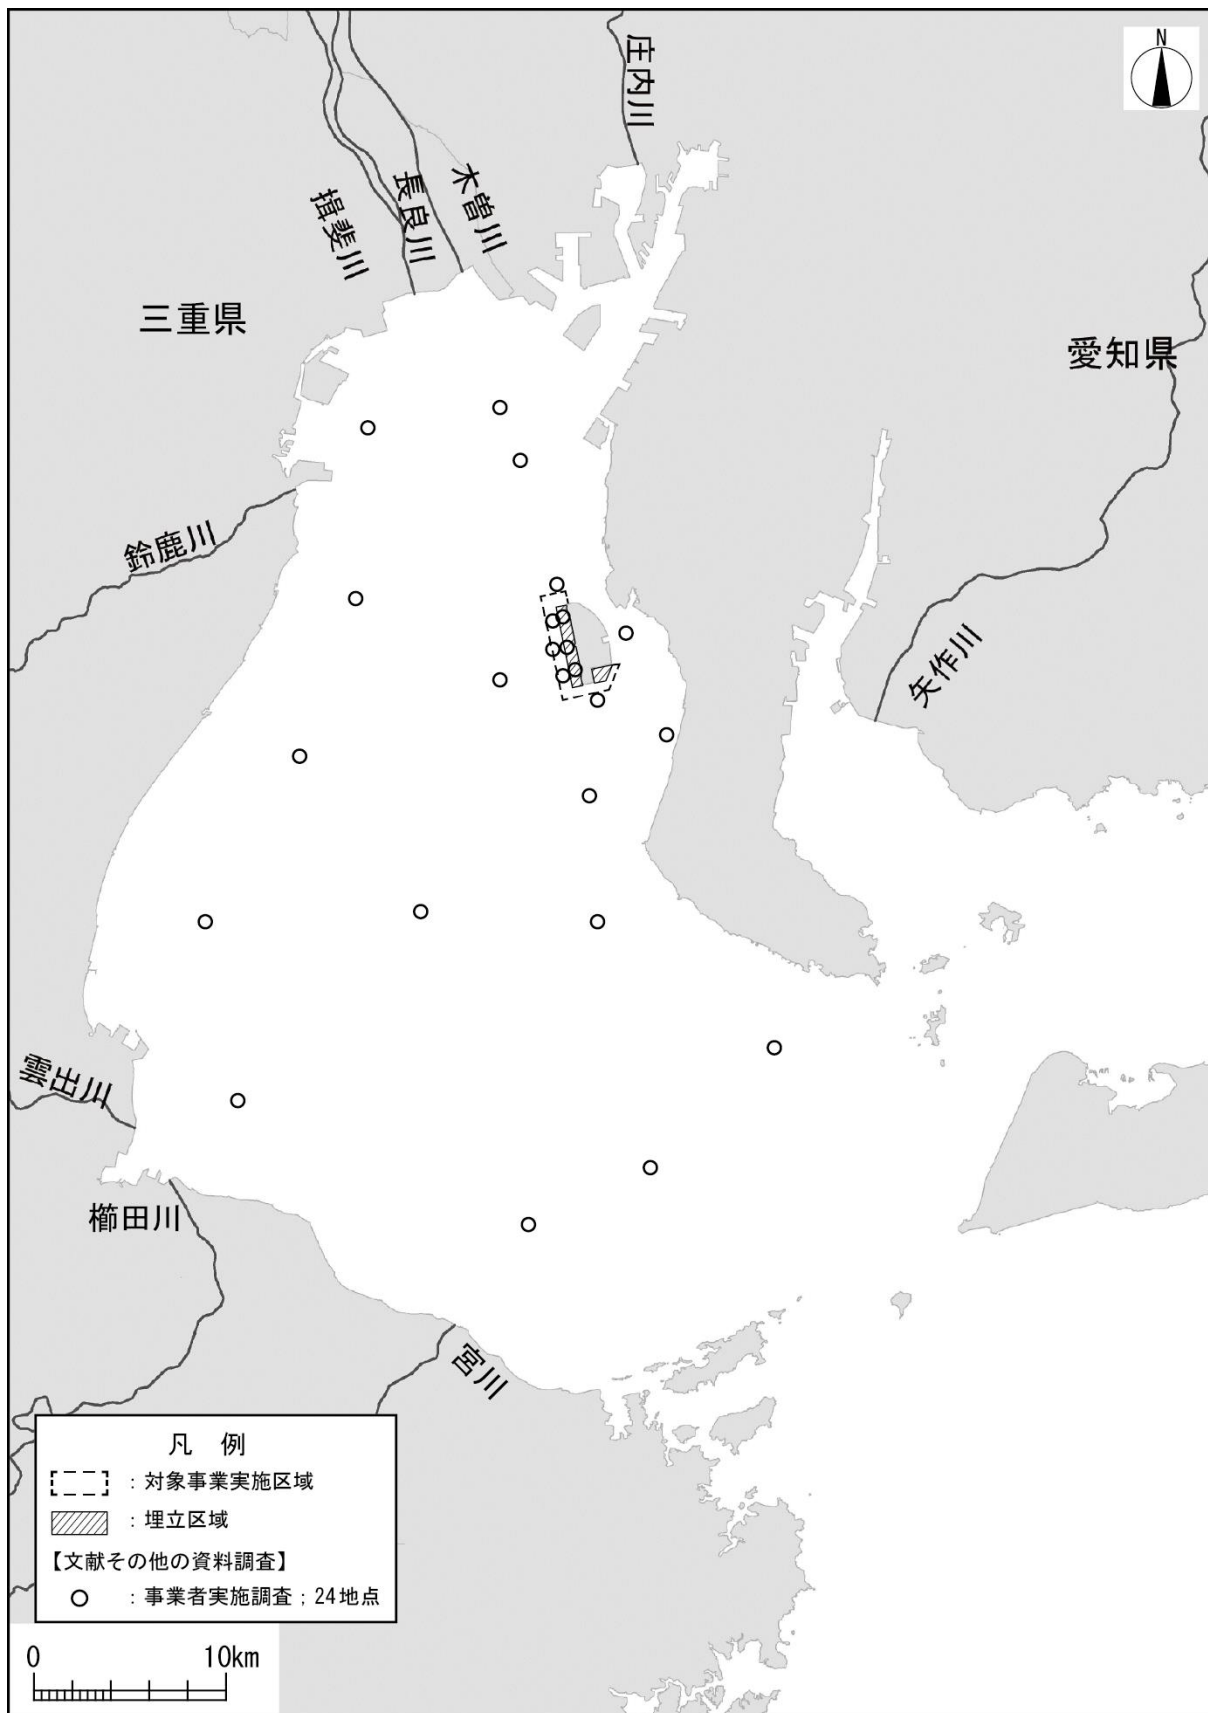 N
庄内川
木曽川
長良川
揖斐川
三重県
愛知県
鈴鹿川
矢作川
雲出川
櫛田川
宮川
凡 例
：対象事業実施区域
：埋立区域
【文献その他の資料調査】
：事業者実施調査；24地点
0 10km